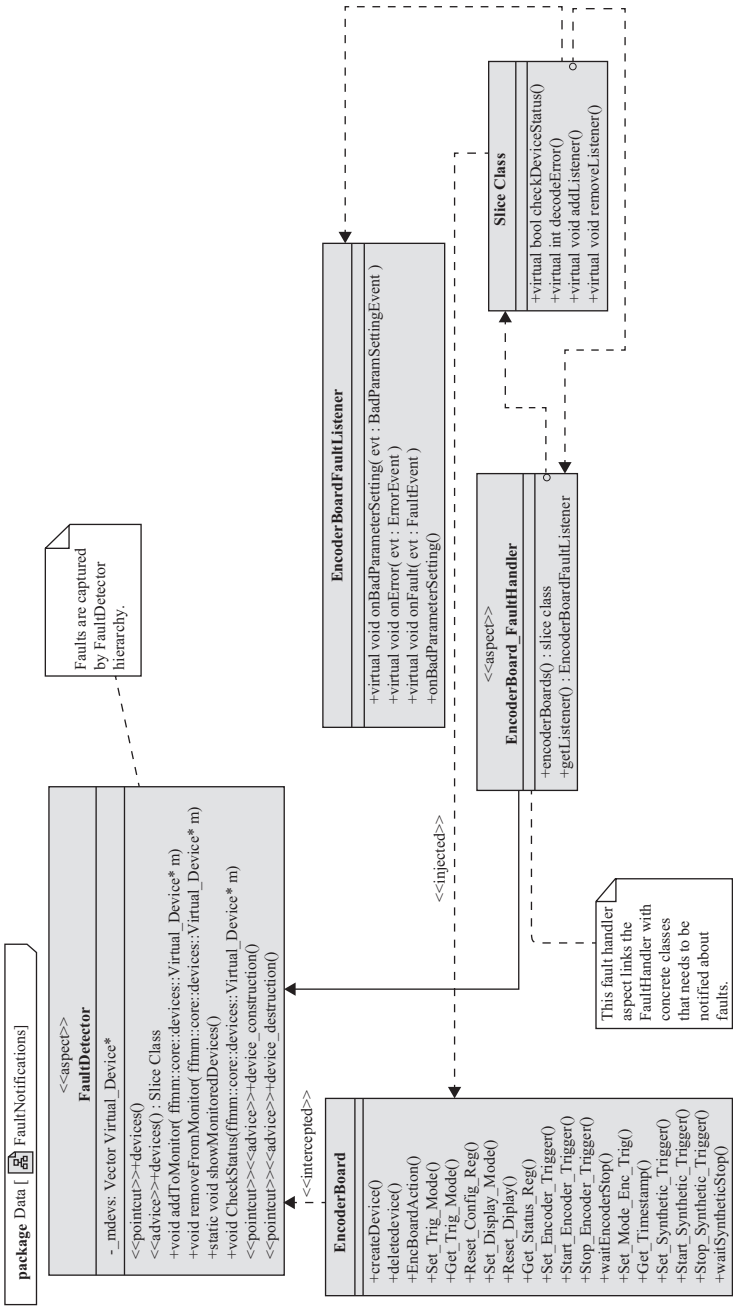 package Data [ FaultNotifications]
<<aspect>>
FaultDetector
-_mdevs: Vector Virtual_Device*
<<pointcut>>+devices()
<<advice>>+devices() : Slice Class
+void addToMonitor( ffmm::core::devices::Virtual_Device* m)
+void removeFromMonitor( ffmm::core::devices::Virtual_Device* m)
+static void showMonitoredDevices()
+void CheckStatus(ffmm::core::devices::Virtual_Device* m)
<<pointcut>><<advice>>+device_construction()
<<pointcut>><<advice>>+device_destruction()
Faults are captured
by FaultDetector
hierarchy.
<<intercepted>>
EncoderBoard
+createDevice()
+deletedevice()
+EncBoardAction()
+Set_Trig_Mode()
+Get_Trig_Mode()
+Reset_Config_Reg()
+Set_Display_Mode()
+Reset_Diplay()
+Get_Status_Reg()
+Set_Encoder_Trigger()
+Start_Encoder_Trigger()
+Stop_Encoder_Trigger()
+waitEncoderStop()
+Set_Mode_Enc_Trig()
+Get_Timestamp()
+Set_Synthetic_Trigger()
+Start_Synthetic_Trigger()
+Stop_Synthetic_Trigger()
+waitSyntheticStop()
EncoderBoardFaultListener
+virtual void onBadParameterSetting( evt : BadParamSettingEvent )
+virtual void onError( evt : ErrorEvent )
+virtual void onFault( evt : FaultEvent )
+onBadParameterSetting()
<<injected>>
<<aspect>>
EncoderBoard_FaultHandler
+encoderBoards() : slice class
+getListener() : EncoderBoardFaultListener
This fault handler
aspect links the
FaultHandler with
concrete classes
that needs to be
notified about
faults.
Slice Class
+virtual bool checkDeviceStatus()
+virtual int decodeError()
+virtual void addListener()
+virtual void removeListener()